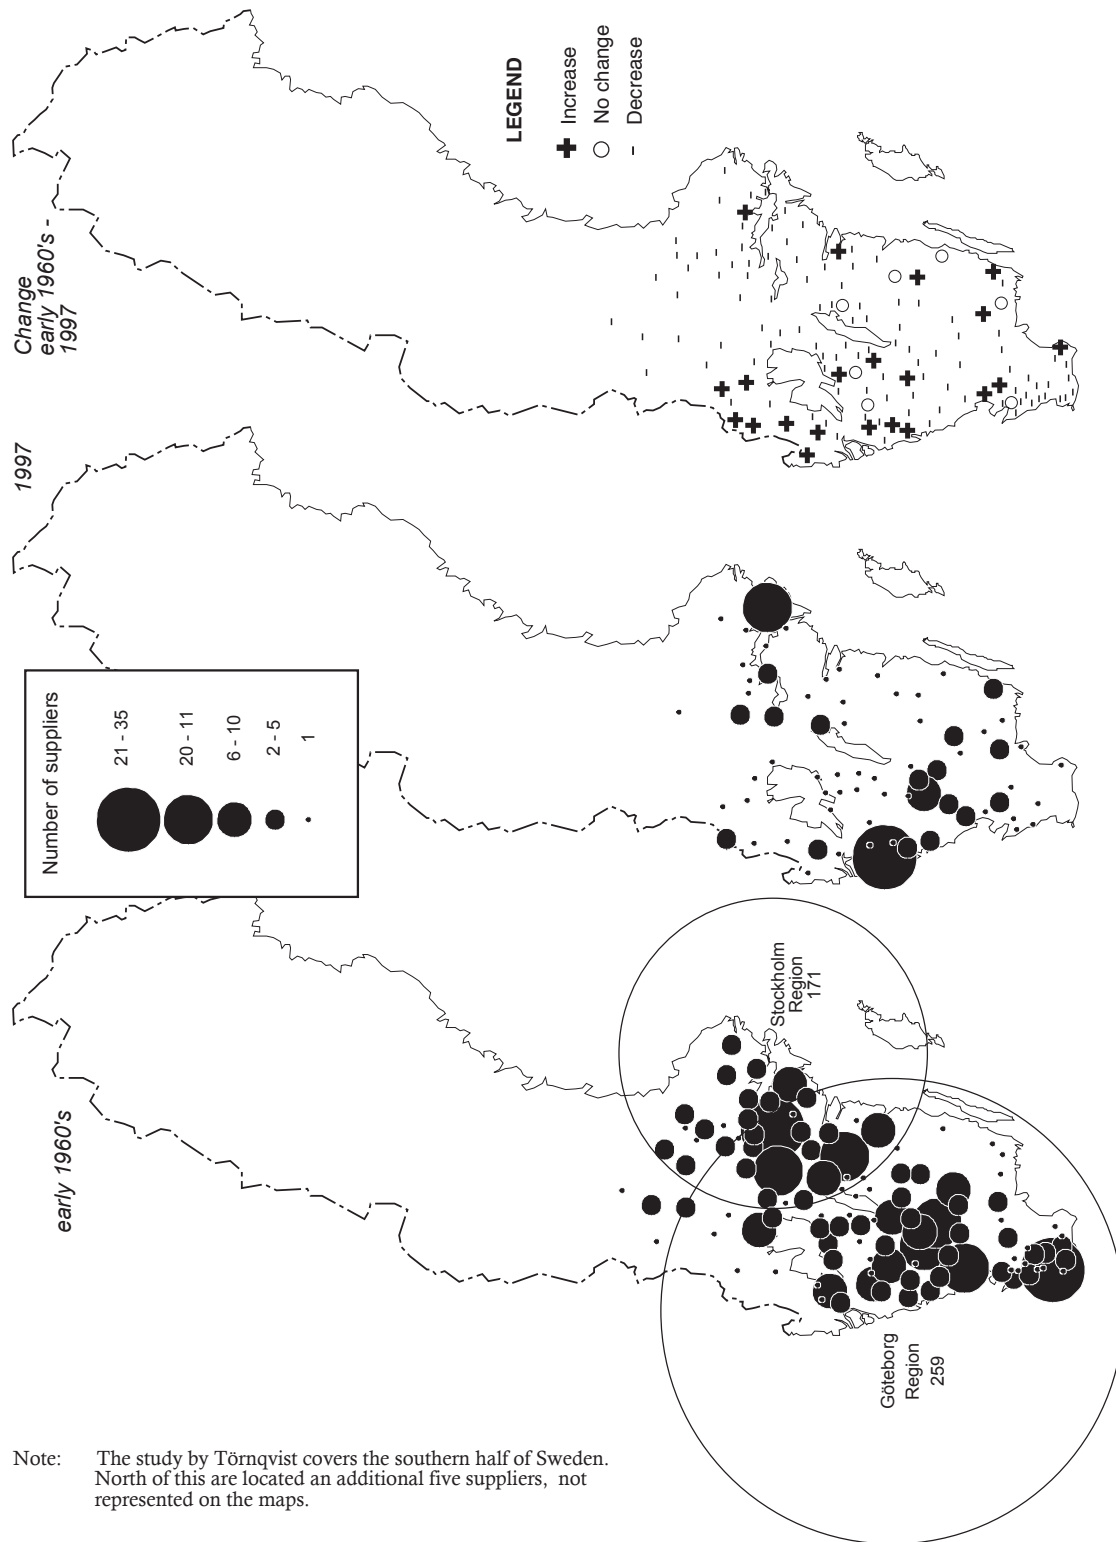 early 1960's
1997
Change
early 1960's -
1997
Number of suppliers
21 - 35
20 - 11
6 - 10
2 - 5
1
LEGEND
Increase
No change
Decrease
Stockholm
Region
171
Göteborg
Region
259
Note: The study by Törnqvist covers the southern half of Sweden.
North of this are located an additional five suppliers, not
represented on the maps.